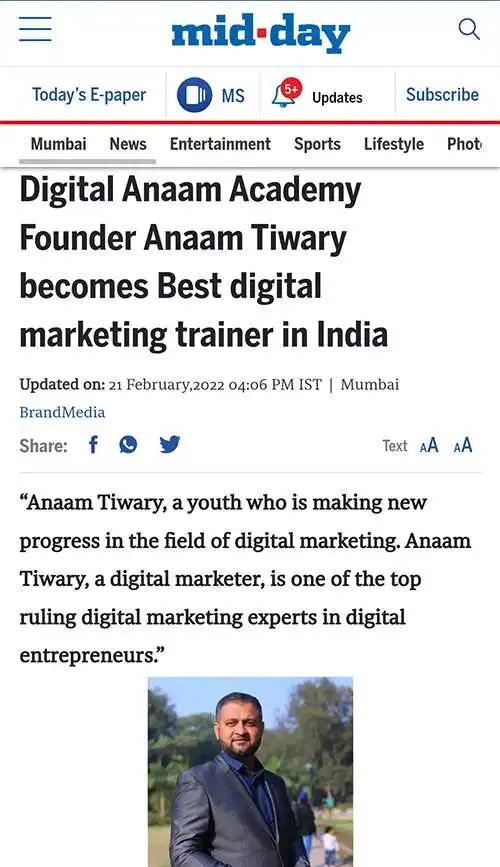 mid-day
Today's E-paper MS 5+ Updates Subscribe
Mumbai News Entertainment Sports Lifestyle Phot
Digital Anaam Academy
Founder Anaam Tiwary
becomes Best digital
marketing trainer in India
Updated on: 21 February,2022 04:06 PM IST | Mumbai
BrandMedia
Share: Text AA AA
“Anaam Tiwary, a youth who is making new
progress in the field of digital marketing. Anaam
Tiwary, a digital marketer, is one of the top
ruling digital marketing experts in digital
entrepreneurs.”